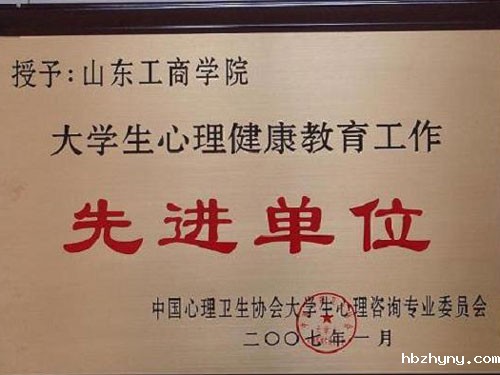 授予：山东工商学院
大学生心理健康教育工作
先进单位
中国心理卫生协会大学生心理咨询专业委员会
二〇〇七年一月
hbzhyny.com